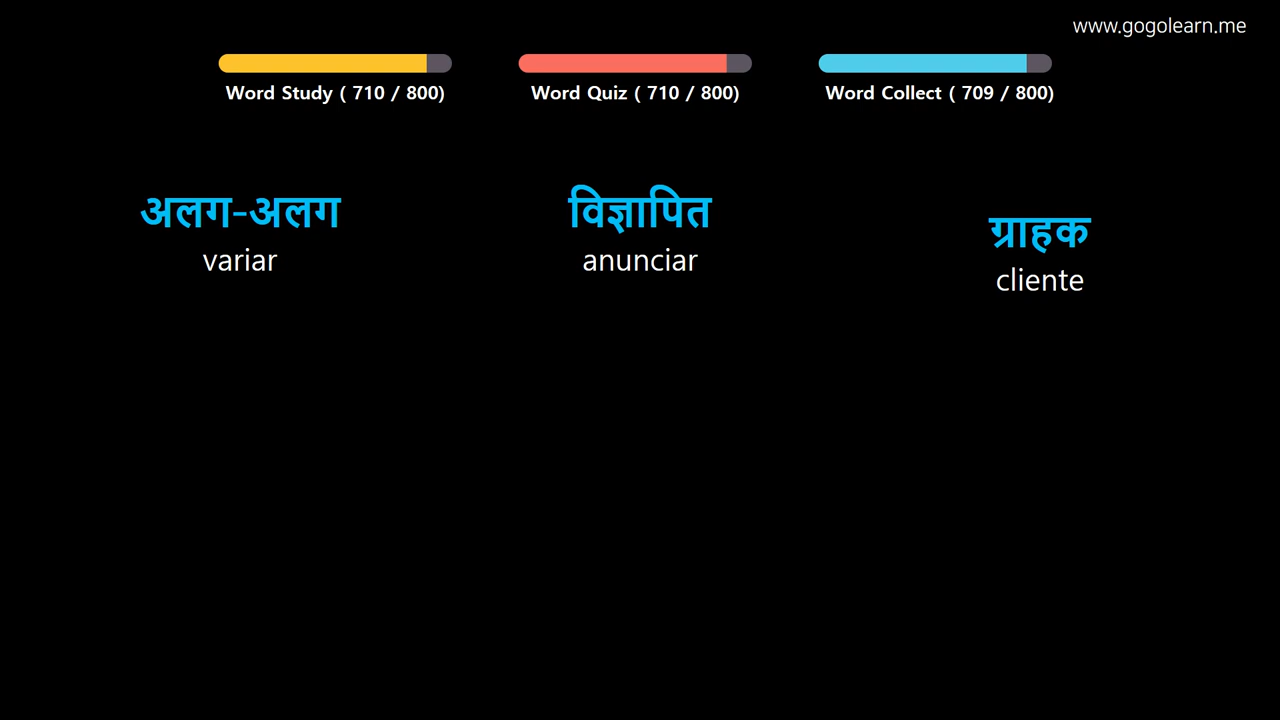 www.gogolearn.me
Word Study ( 710 / 800)
Word Quiz ( 710 / 800)
Word Collect ( 709 / 800)
अलग-अलग
variar
विज्ञापित
anunciar
ग्राहक
cliente